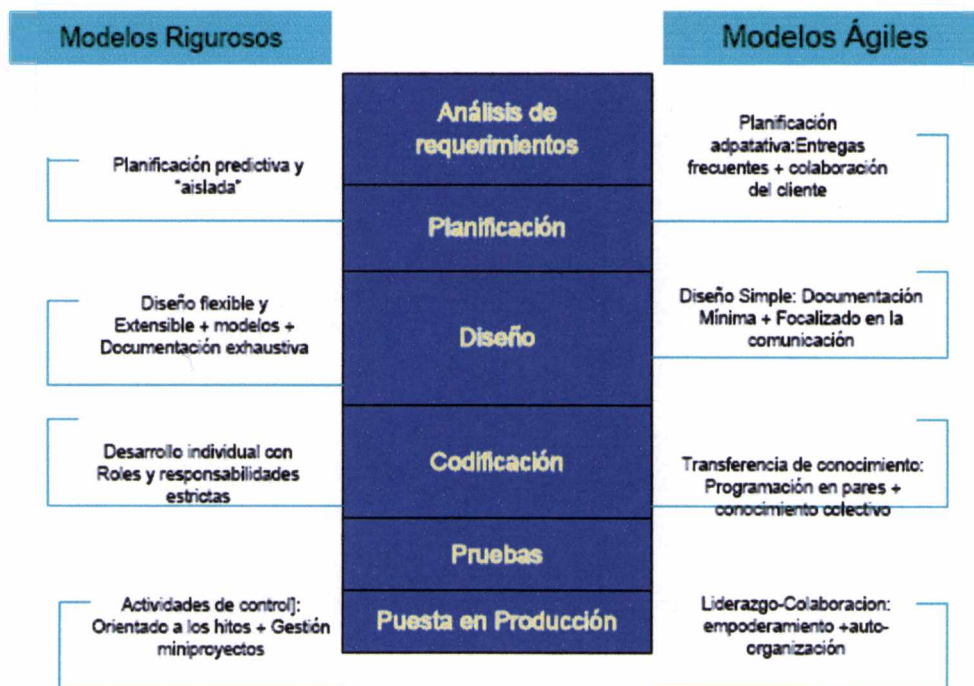 Modelos Rigurosos
Modelos Ágiles
Análisis de
requerimientos
Planificación
adpatativa:Entregas
frecuentes + colaboración
del cliente
Planificación predictiva y
"aislada"
Planificación
Diseño flexible y
Extensible + modelos +
Documentación exhaustiva
Diseño
Diseño Simple: Documentación
Mínima + Focalizado en la
comunicación
Desarrollo individual con
Roles y responsabilidades
estrictas
Codificación
Transferencia de conocimiento:
Programación en pares +
conocimiento colectivo
Pruebas
Actividades de control]:
Orientado a los hitos + Gestión
miniproyectos
Puesta en Producción
Liderazgo-Colaboracion:
empoderamiento +auto-
organización